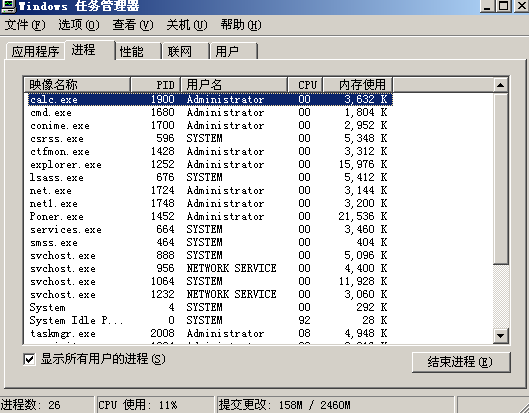 Windows 任务管理器
文件(F) 选项(O) 查看(V) 关机(U) 帮助(H)
应用程序 进程 性能 联网 用户
映像名称 PID 用户名 CPU 内存使用
calc.exe 1900 Administrator 00 3,632 K
cmd.exe 1680 Administrator 00 1,804 K
conime.exe 1700 Administrator 00 2,952 K
csrss.exe 596 SYSTEM 00 5,348 K
ctfmon.exe 1428 Administrator 00 3,312 K
explorer.exe 1252 Administrator 00 15,976 K
lsass.exe 676 SYSTEM 00 5,412 K
net.exe 1724 Administrator 00 3,144 K
net1.exe 1748 Administrator 00 3,200 K
Poner.exe 1452 Administrator 00 21,536 K
services.exe 664 SYSTEM 00 3,460 K
smss.exe 464 SYSTEM 00 404 K
svchost.exe 888 SYSTEM 00 5,096 K
svchost.exe 956 NETWORK SERVICE 00 4,400 K
svchost.exe 1064 SYSTEM 00 11,928 K
svchost.exe 1232 NETWORK SERVICE 00 3,060 K
System 4 SYSTEM 00 292 K
System Idle P... 0 SYSTEM 92 28 K
taskmgr.exe 2008 Administrator 08 4,948 K
显示所有用户的进程(S) 结束进程(E)
进程数: 26 CPU 使用: 11% 提交更改: 158M / 2460M